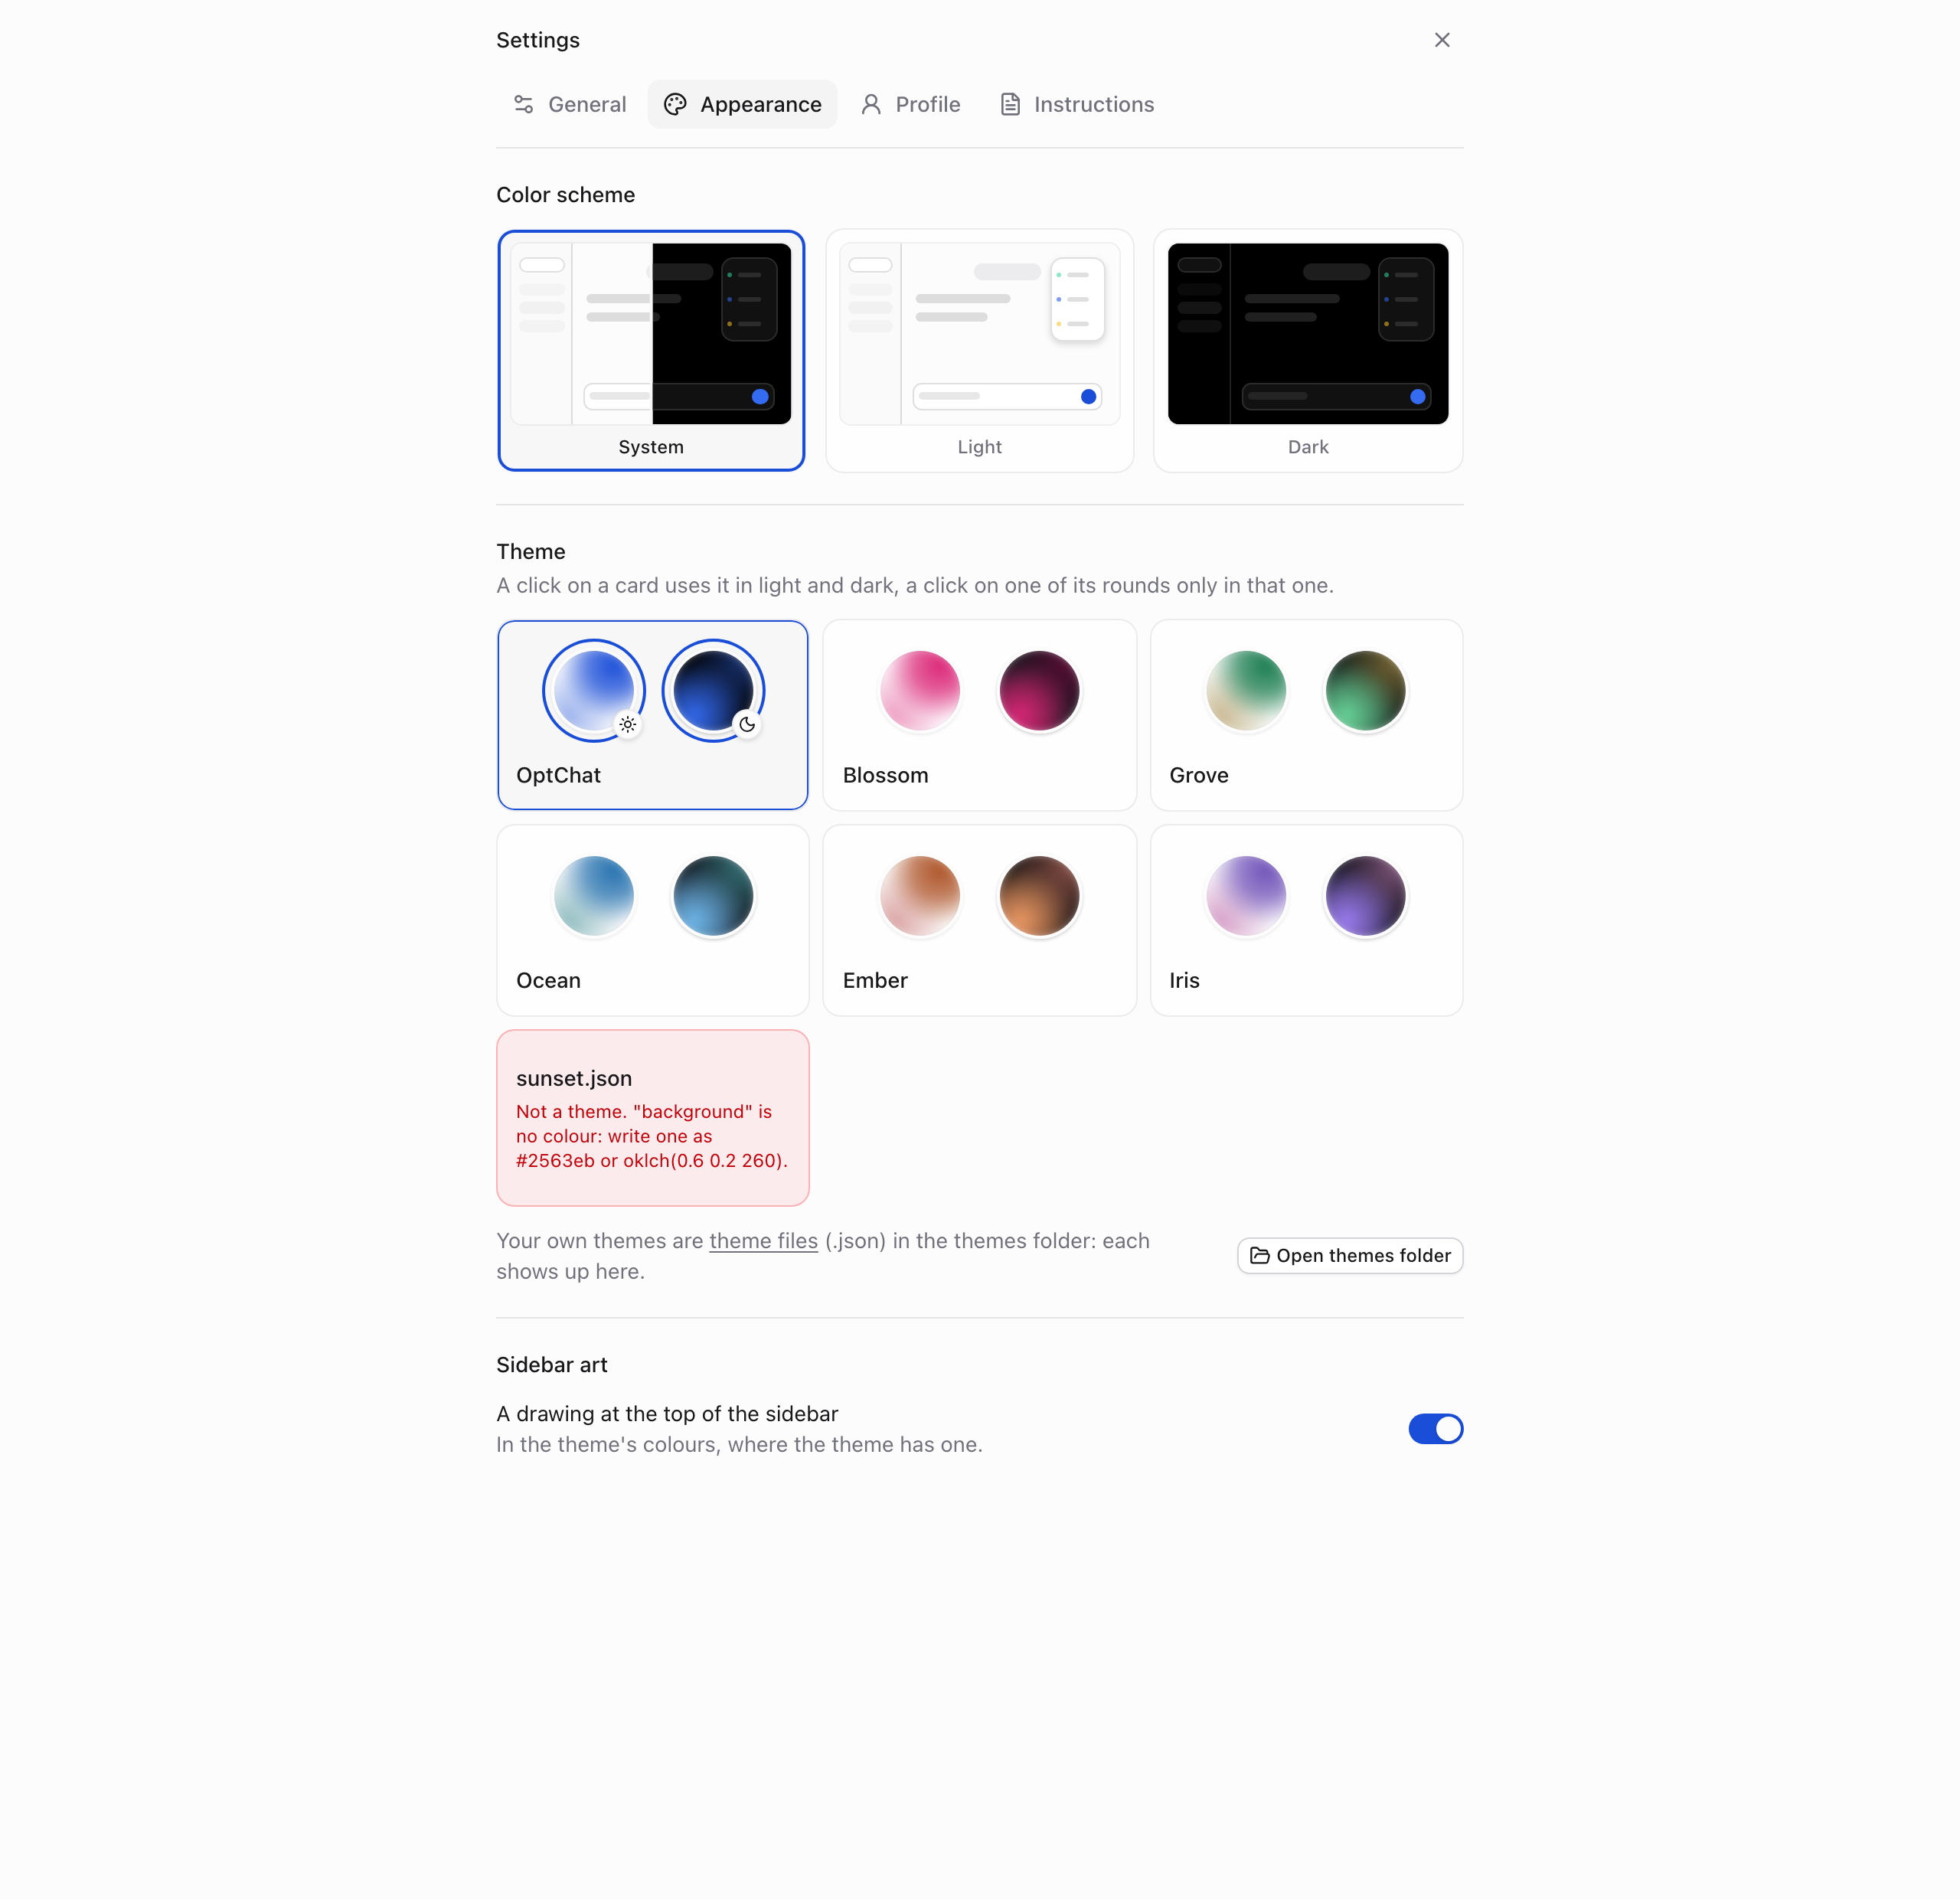 Settings
General
Appearance
Profile
Instructions
Color scheme
System
Light
Dark
Theme
A click on a card uses it in light and dark, a click on one of its rounds only in that one.
OptChat
Blossom
Grove
Ocean
Ember
Iris
sunset.json
Not a theme. "background" is
no colour: write one as
#2563eb or oklch(0.6 0.2 260).
Your own themes are theme files (.json) in the themes folder: each
shows up here.
Open themes folder
Sidebar art
A drawing at the top of the sidebar
In the theme's colours, where the theme has one.